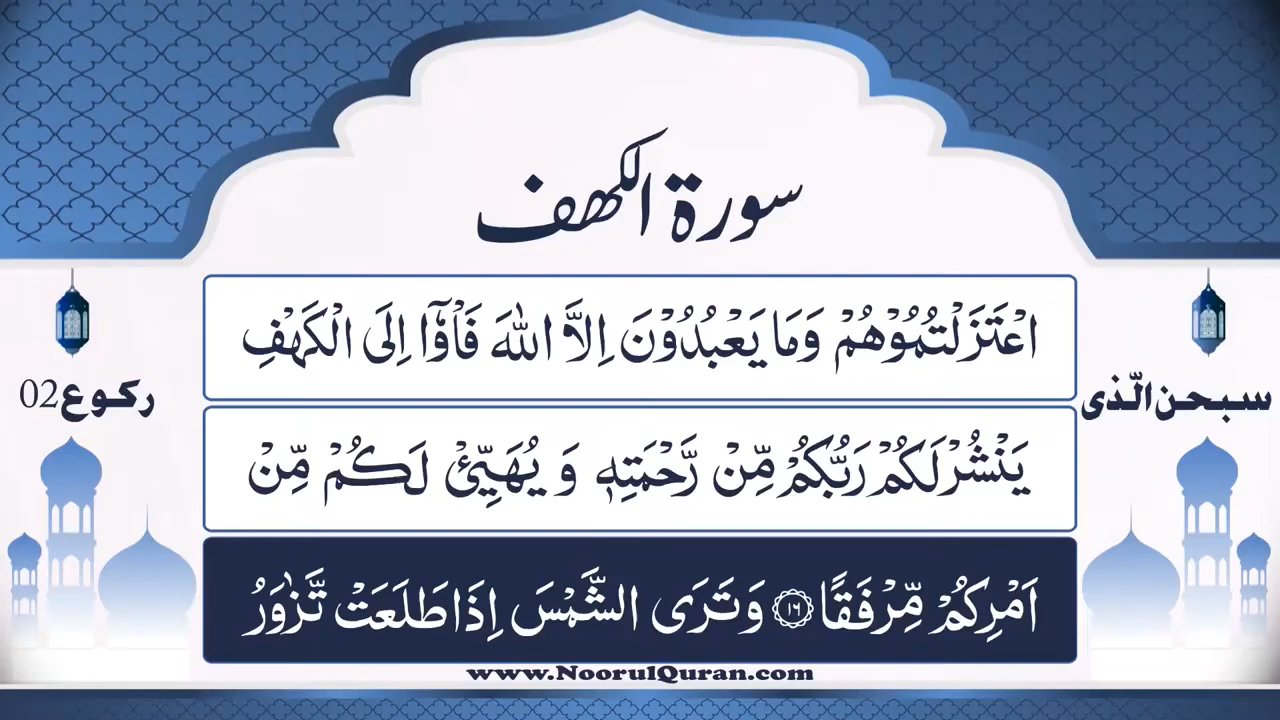 سورة الكهف
اعْتَزَلْتُمُوْهُمْ وَمَا يَعْبُدُوْنَ اِلَّا اللّٰهَ فَاْوٗۤا اِلَى الْكَهْفِ
سبحن الّذی
رکوع 02
يَنْشُرْ لَكُمْ رَبُّكُمْ مِّنْ رَّحْمَتِهٖ وَ يُهَيِّئْ لَكُمْ مِّنْ
اَمْرِكُمْ مِّرْفَقًا ۝١٦ وَ تَرَى الشَّمْسَ اِذَا طَلَعَتْ تَّزٰوَرُ
www.NoorulQuran.com